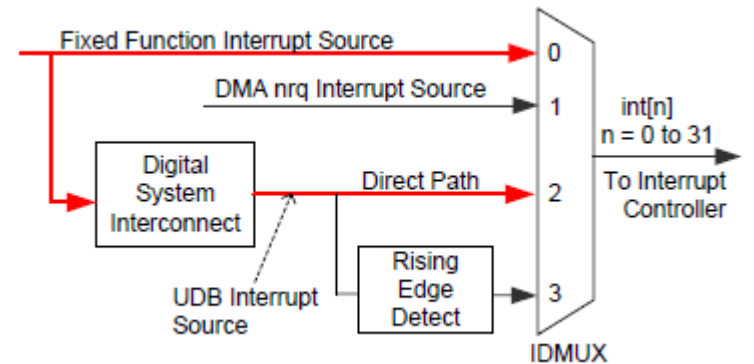 Fixed Function Interrupt Source
0
DMA nrq Interrupt Source
1
int[n]
n = 0 to 31
Digital
System
Interconnect
Direct Path
2
To Interrupt
Controller
UDB Interrupt
Source
Rising
Edge
Detect
3
IDMUX